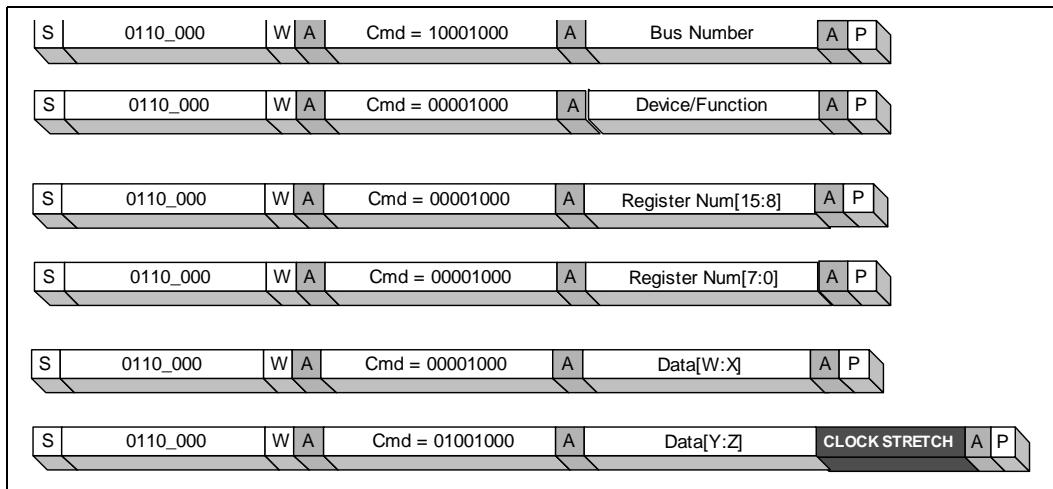 S 0110_000 W A Cmd = 10001000 A Bus Number A P
S 0110_000 W A Cmd = 00001000 A Device/Function A P
S 0110_000 W A Cmd = 00001000 A Register Num[15:8] A P
S 0110_000 W A Cmd = 00001000 A Register Num[7:0] A P
S 0110_000 W A Cmd = 00001000 A Data[W:X] A P
S 0110_000 W A Cmd = 01001000 A Data[Y:Z] CLOCK STRETCH A P